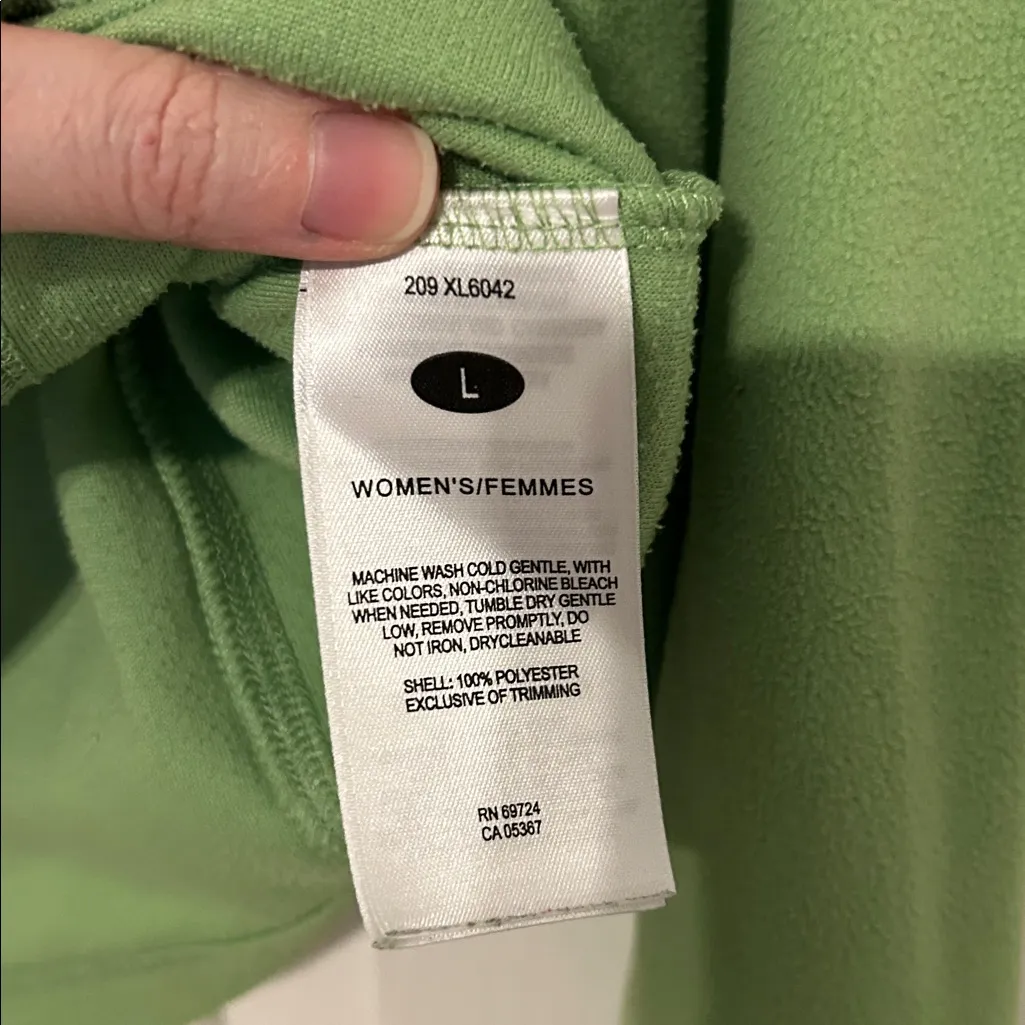 209 XL6042
L
WOMEN'S/FEMMES
MACHINE WASH COLD GENTLE, WITH
LIKE COLORS, NON-CHLORINE BLEACH
WHEN NEEDED, TUMBLE DRY GENTLE
LOW, REMOVE PROMPTLY, DO
NOT IRON, DRYCLEANABLE
SHELL: 100% POLYESTER
EXCLUSIVE OF TRIMMING
RN 69724
CA 05367